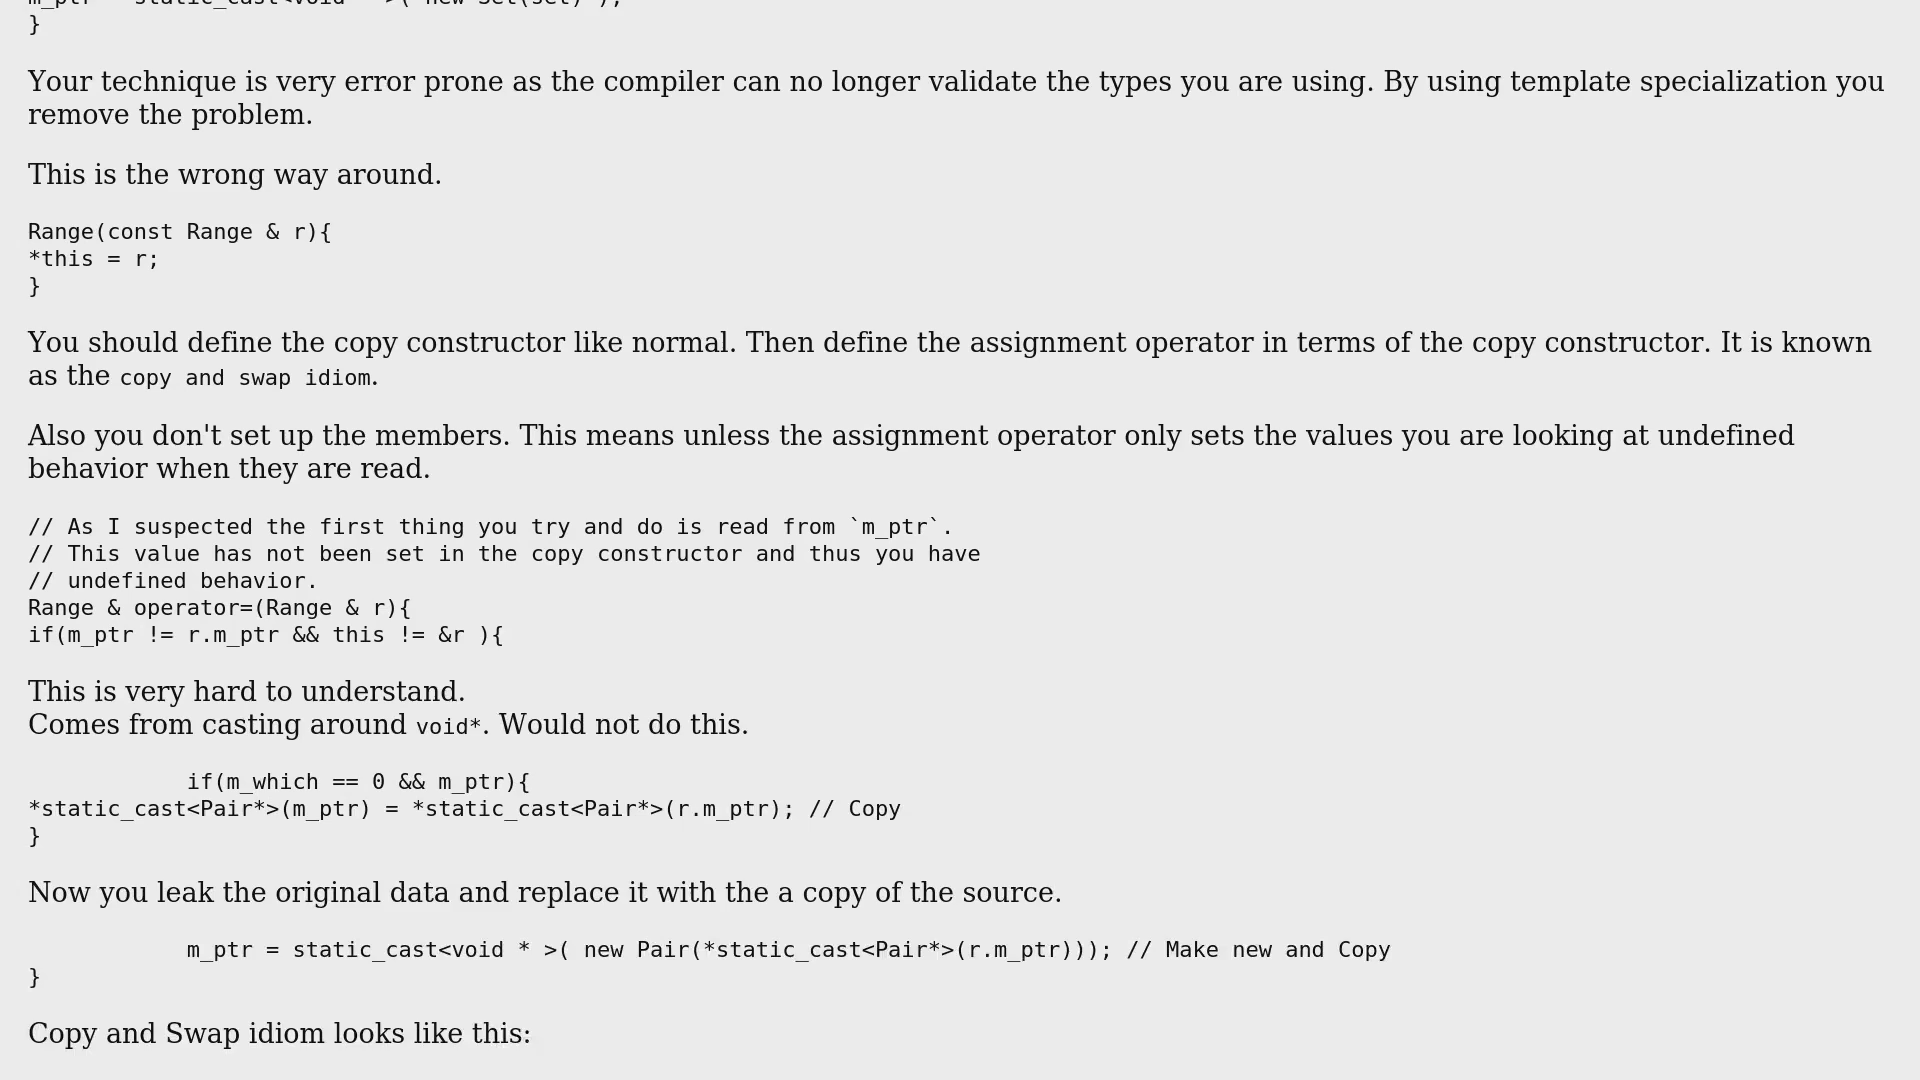 m_ptr = static_cast<void * >( new Set(set) );
}
Your technique is very error prone as the compiler can no longer validate the types you are using. By using template specialization you
remove the problem.
This is the wrong way around.
Range(const Range & r){
*this = r;
}
You should define the copy constructor like normal. Then define the assignment operator in terms of the copy constructor. It is known
as the copy and swap idiom.
Also you don't set up the members. This means unless the assignment operator only sets the values you are looking at undefined
behavior when they are read.
// As I suspected the first thing you try and do is read from `m_ptr`.
// This value has not been set in the copy constructor and thus you have
// undefined behavior.
Range & operator=(Range & r){
if(m_ptr != r.m_ptr && this != &r ){
This is very hard to understand.
Comes from casting around void*. Would not do this.
if(m_which == 0 && m_ptr){
*static_cast<Pair*>(m_ptr) = *static_cast<Pair*>(r.m_ptr); // Copy
}
Now you leak the original data and replace it with the a copy of the source.
m_ptr = static_cast<void * >( new Pair(*static_cast<Pair*>(r.m_ptr))); // Make new and Copy
}
Copy and Swap idiom looks like this: